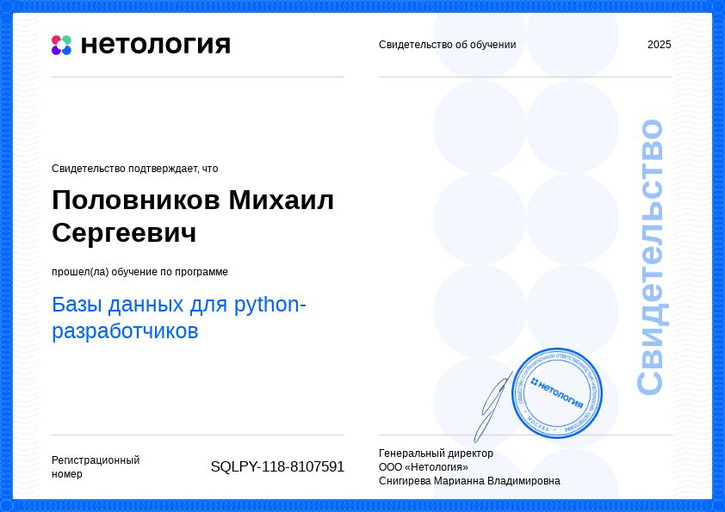 нетология
Свидетельство об обучении
2025
Свидетельство подтверждает, что
Половников Михаил
Сергеевич
прошел(ла) обучение по программе
Базы данных для python-
разработчиков
Свидетельство
нетология
Регистрационный
номер
SQLPY-118-8107591
Генеральный директор
ООО «Нетология»
Снигирева Марианна Владимировна